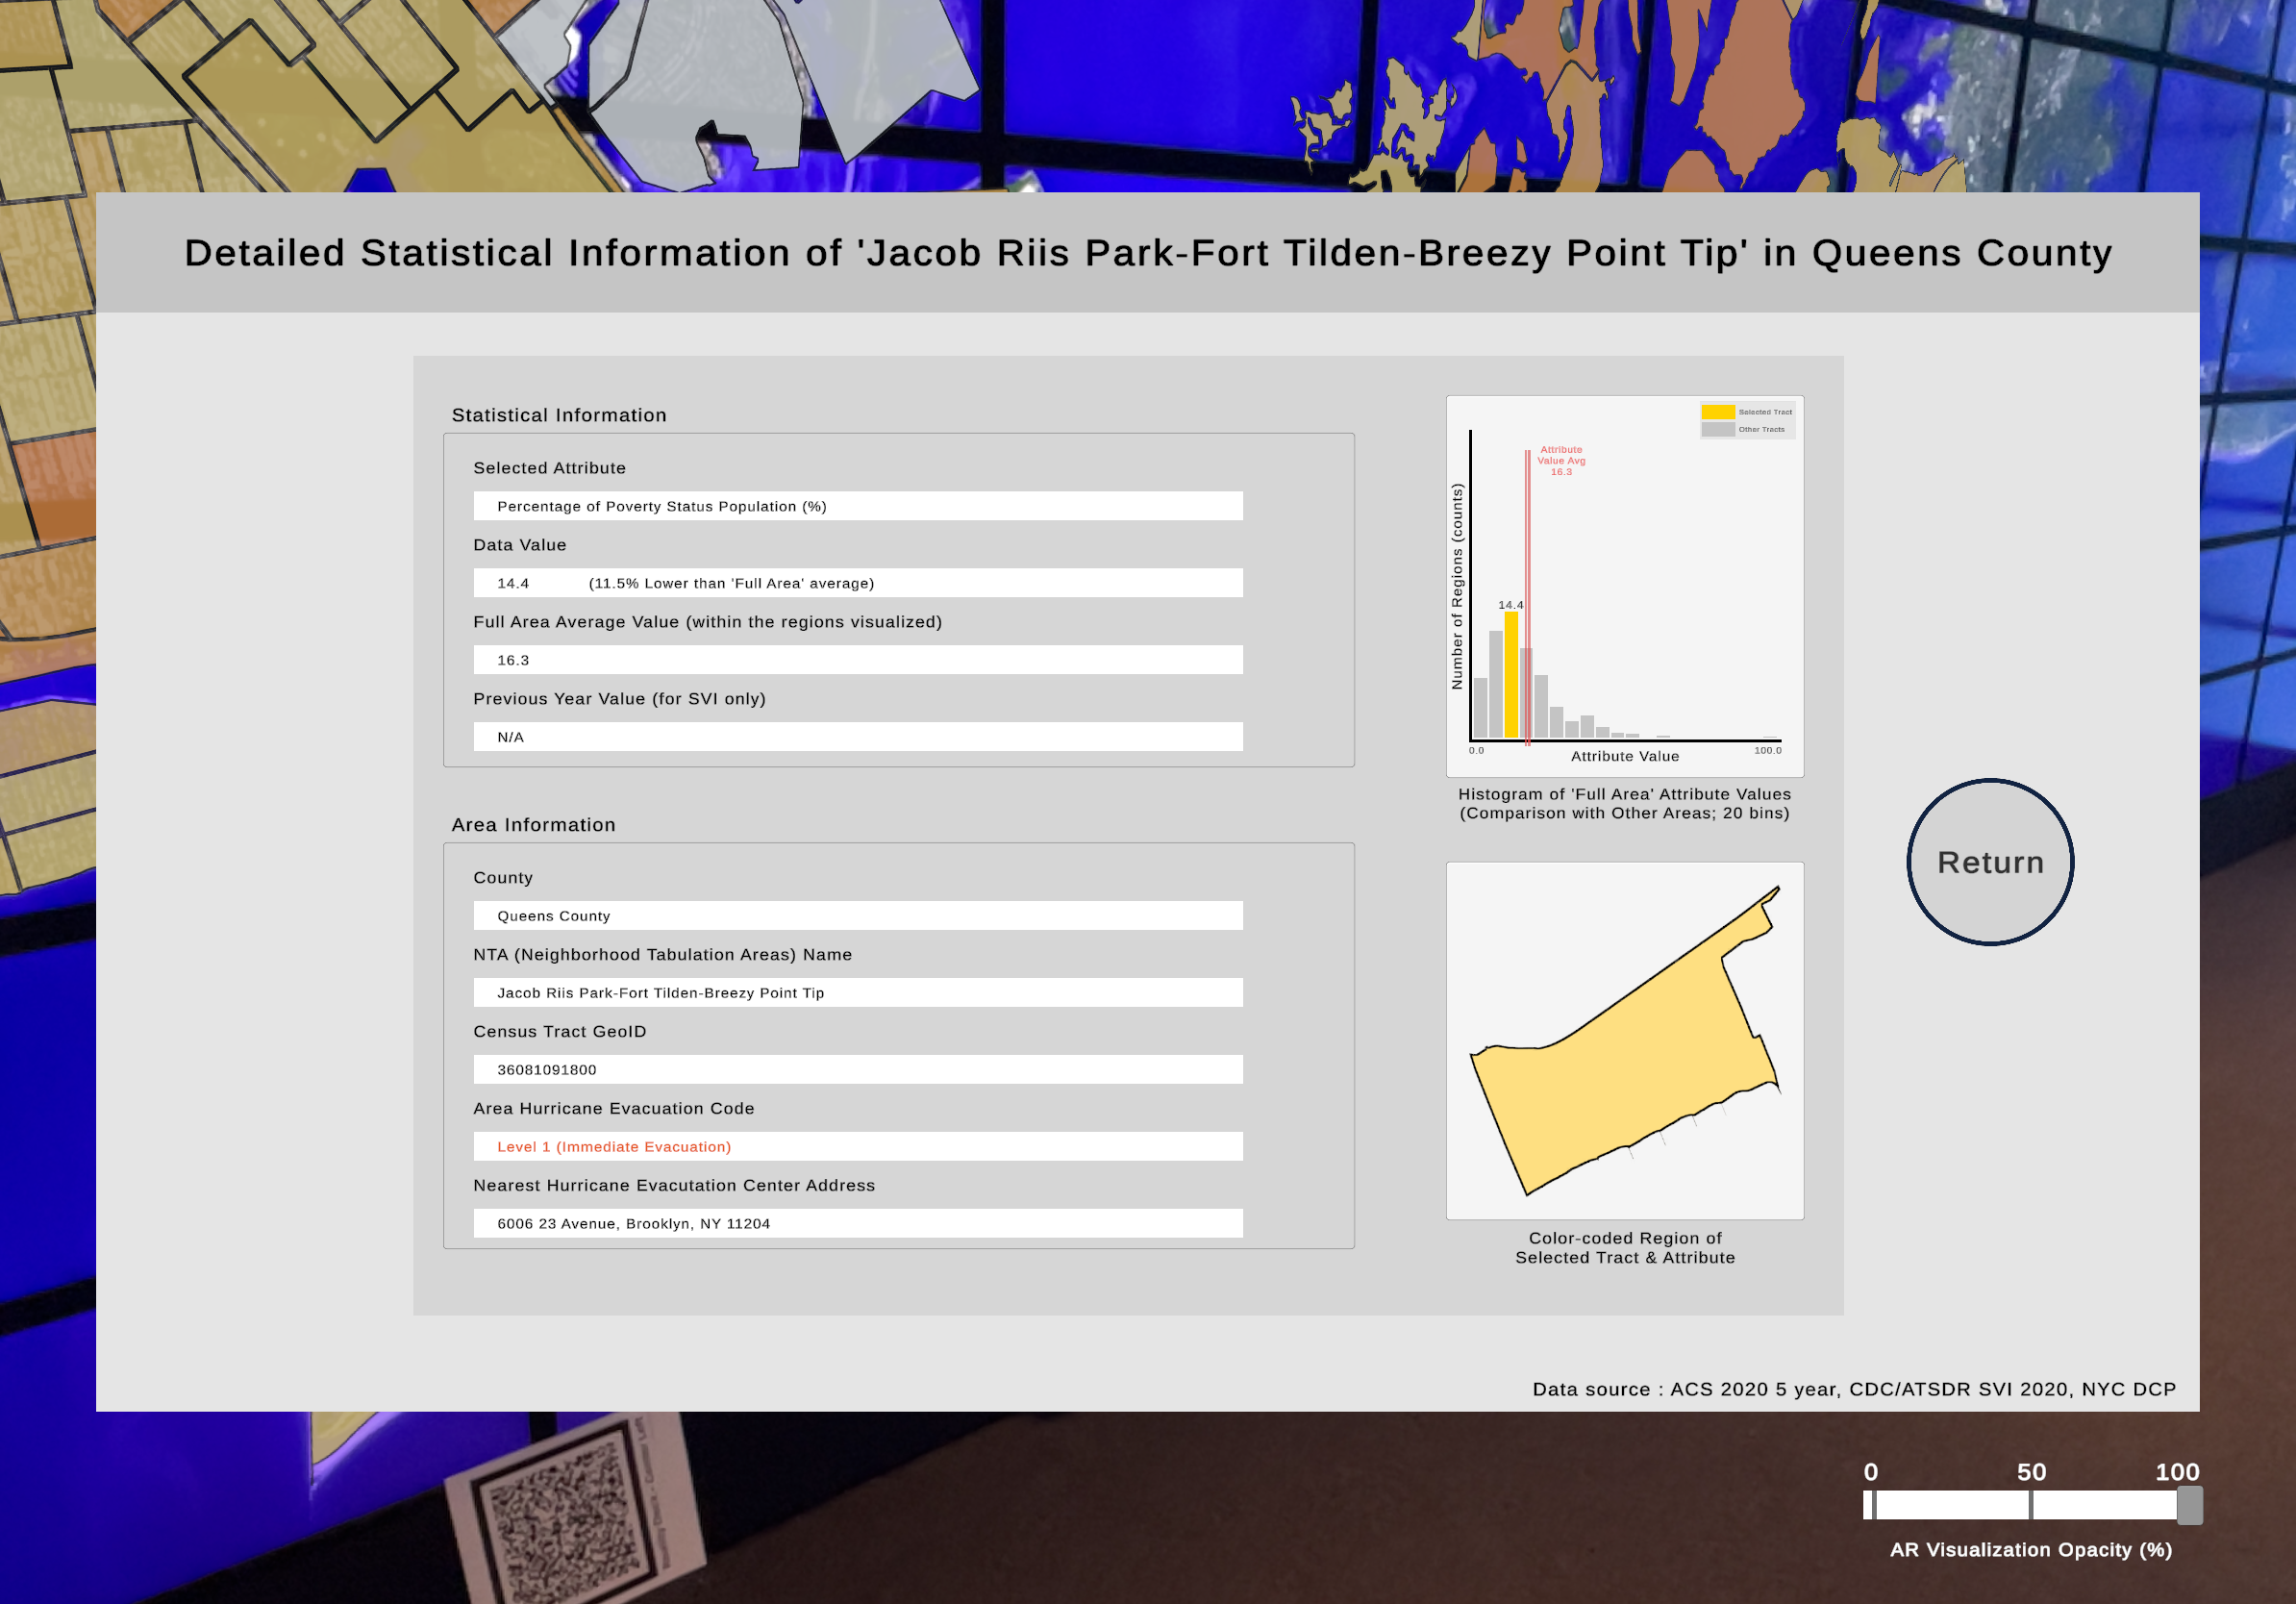 Detailed Statistical Information of 'Jacob Riis Park-Fort Tilden-Breezy Point Tip' in Queens County
Statistical Information
Selected Attribute
Percentage of Poverty Status Population (%)
Data Value
14.4 (11.5% Lower than 'Full Area' average)
Full Area Average Value (within the regions visualized)
16.3
Previous Year Value (for SVI only)
N/A
Area Information
County
Queens County
NTA (Neighborhood Tabulation Areas) Name
Jacob Riis Park-Fort Tilden-Breezy Point Tip
Census Tract GeoID
36081091800
Area Hurricane Evacuation Code
Level 1 (Immediate Evacuation)
Nearest Hurricane Evacutation Center Address
6006 23 Avenue, Brooklyn, NY 11204
Selected Tract
Other Tracts
Attribute
Value Avg
16.3
Number of Regions (counts)
14.4
0.0
100.0
Attribute Value
Histogram of 'Full Area' Attribute Values
(Comparison with Other Areas; 20 bins)
Color-coded Region of
Selected Tract & Attribute
Return
Data source : ACS 2020 5 year, CDC/ATSDR SVI 2020, NYC DCP
0 50 100
AR Visualization Opacity (%)